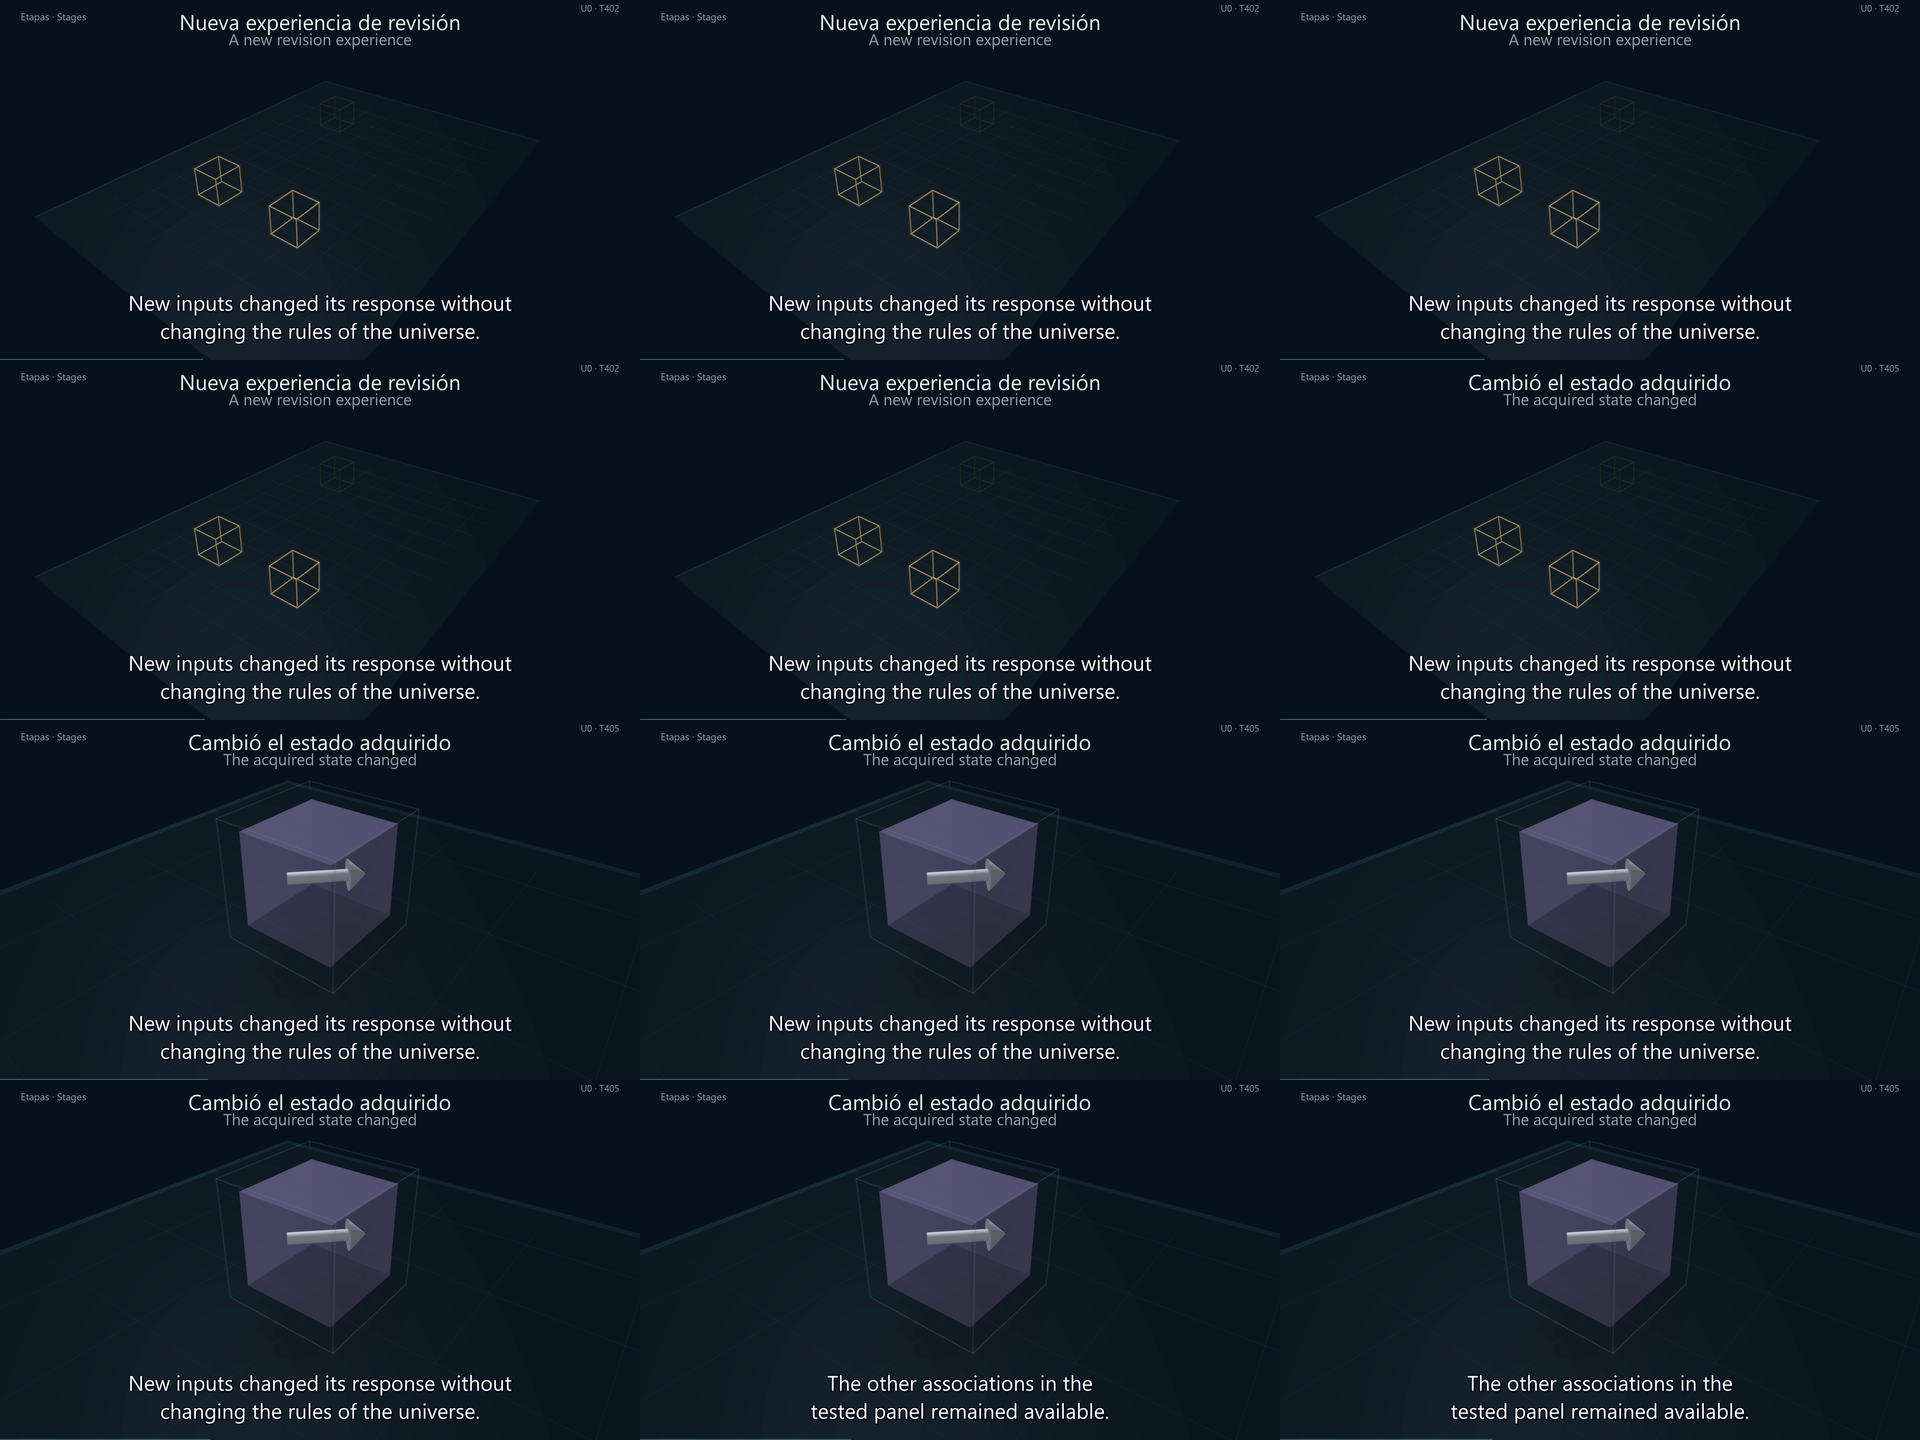 Etapas · Stages
U0 · T402
Nueva experiencia de revisión
A new revision experience
New inputs changed its response without
changing the rules of the universe.
Etapas · Stages
U0 · T402
Nueva experiencia de revisión
A new revision experience
New inputs changed its response without
changing the rules of the universe.
Etapas · Stages
U0 · T402
Nueva experiencia de revisión
A new revision experience
New inputs changed its response without
changing the rules of the universe.
Etapas · Stages
U0 · T402
Nueva experiencia de revisión
A new revision experience
New inputs changed its response without
changing the rules of the universe.
Etapas · Stages
U0 · T402
Nueva experiencia de revisión
A new revision experience
New inputs changed its response without
changing the rules of the universe.
Etapas · Stages
U0 · T405
Cambió el estado adquirido
The acquired state changed
New inputs changed its response without
changing the rules of the universe.
Etapas · Stages
U0 · T405
Cambió el estado adquirido
The acquired state changed
New inputs changed its response without
changing the rules of the universe.
Etapas · Stages
U0 · T405
Cambió el estado adquirido
The acquired state changed
New inputs changed its response without
changing the rules of the universe.
Etapas · Stages
U0 · T405
Cambió el estado adquirido
The acquired state changed
New inputs changed its response without
changing the rules of the universe.
Etapas · Stages
U0 · T405
Cambió el estado adquirido
The acquired state changed
New inputs changed its response without
changing the rules of the universe.
Etapas · Stages
U0 · T405
Cambió el estado adquirido
The acquired state changed
The other associations in the
tested panel remained available.
Etapas · Stages
U0 · T405
Cambió el estado adquirido
The acquired state changed
The other associations in the
tested panel remained available.